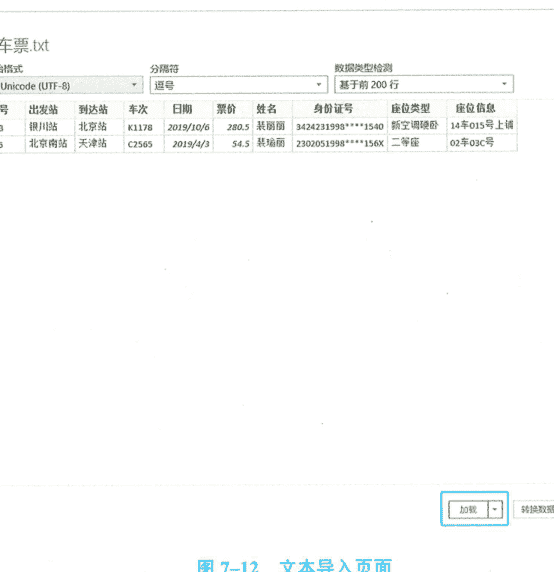 车票.txt
始格式 分隔符 数据类型检测
Unicode (UTF-8) 逗号 基于前 200 行
号 出发站 到达站 车次 日期 票价 姓名 身份证号 座位类型 座位信息
3 银川站 北京站 K1178 2019/10/6 280.5 裴丽丽 3424231998****1540 新空调硬卧 14车015号上铺
北京南站 天津站 C2565 2019/4/3 54.5 裴瑜丽 2302051998****156X 二等座 02车03C号
加载 转换数据
图 7-12 文本导入页面